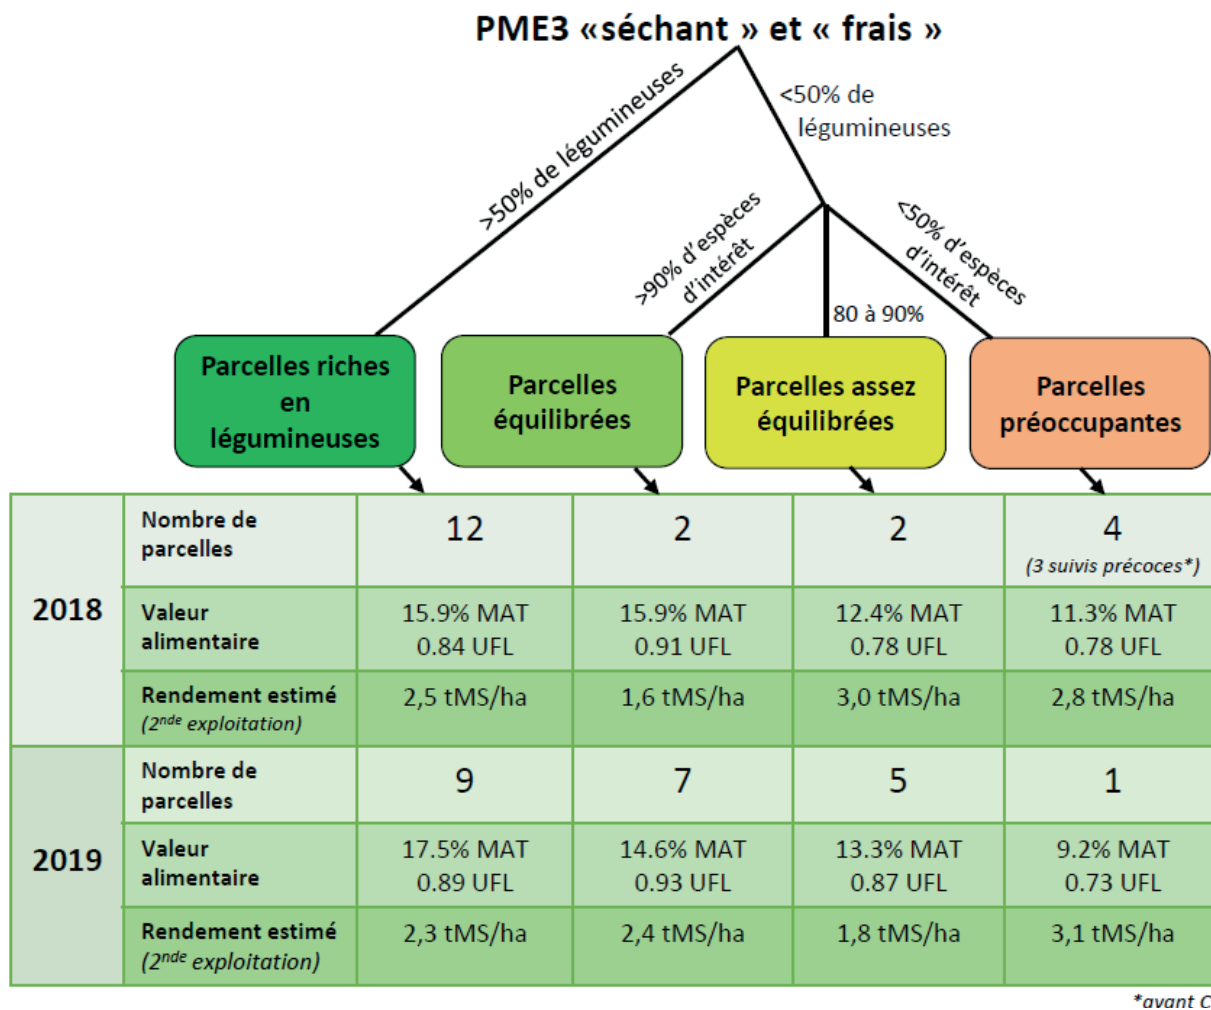 PME3 «séchant » et « frais »
>50% de légumineuses
<50% de
légumineuses
>90% d'espèces
d'intérêt
80 à 90%
<50% d'espèces
d'intérêt
Parcelles riches
en
légumineuses
Parcelles
équilibrées
Parcelles assez
équilibrées
Parcelles
préoccupantes
2018
Nombre de
parcelles
12
2
2
4
(3 suivis précoces*)
Valeur
alimentaire
15.9% MAT
0.84 UFL
15.9% MAT
0.91 UFL
12.4% MAT
0.78 UFL
11.3% MAT
0.78 UFL
Rendement estimé
(2nde exploitation)
2,5 tMS/ha
1,6 tMS/ha
3,0 tMS/ha
2,8 tMS/ha
2019
Nombre de
parcelles
9
7
5
1
Valeur
alimentaire
17.5% MAT
0.89 UFL
14.6% MAT
0.93 UFL
13.3% MAT
0.87 UFL
9.2% MAT
0.73 UFL
Rendement estimé
(2nde exploitation)
2,3 tMS/ha
2,4 tMS/ha
1,8 tMS/ha
3,1 tMS/ha
*avant C